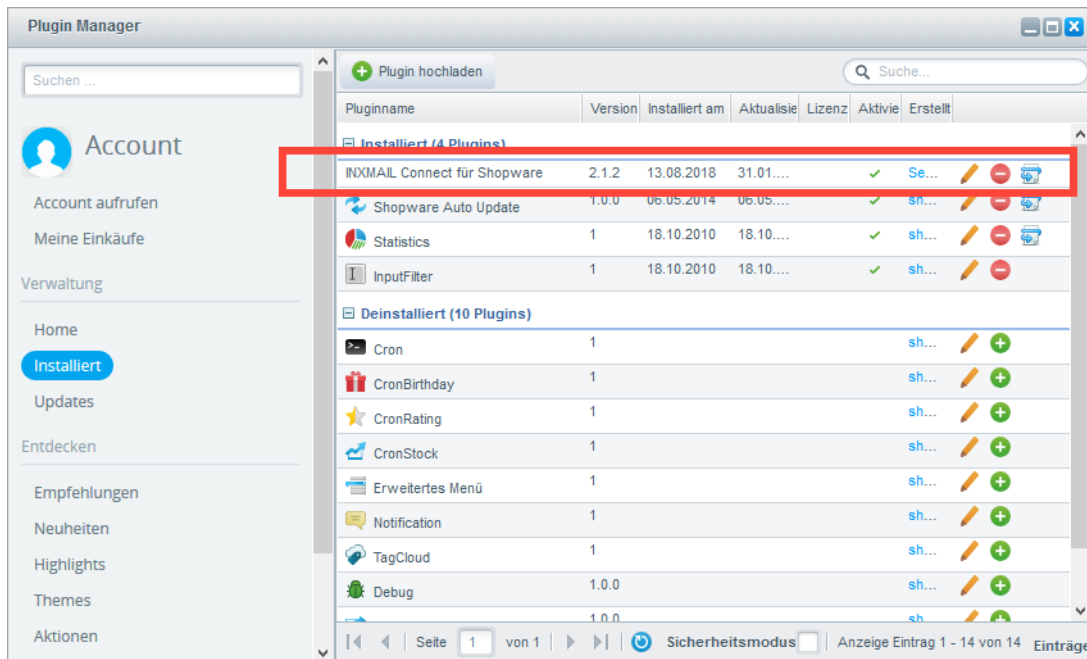 Plugin Manager
Suchen ...
Account
Account aufrufen
Meine Einkäufe
Verwaltung
Home
Installiert
Updates
Entdecken
Empfehlungen
Neuheiten
Highlights
Themes
Aktionen
Plugin hochladen
Suche...
Pluginname Version Installiert am Aktualisie Lizenz Aktivie Erstellt
Installiert (4 Plugins)
INXMAIL Connect für Shopware 2.1.2 13.08.2018 31.01.... Se...
Shopware Auto Update 1.0.0 06.05.2014 06.05.... sh...
Statistics 1 18.10.2010 18.10.... sh...
InputFilter 1 18.10.2010 18.10.... sh...
Deinstalliert (10 Plugins)
Cron 1 sh...
CronBirthday 1 sh...
CronRating 1 sh...
CronStock 1 sh...
Erweitertes Menü 1 sh...
Notification 1 sh...
TagCloud 1 sh...
Debug 1.0.0 sh...
1.0.0 sh
Seite 1 von 1 Sicherheitsmodus Anzeige Eintrag 1 - 14 von 14 Einträge